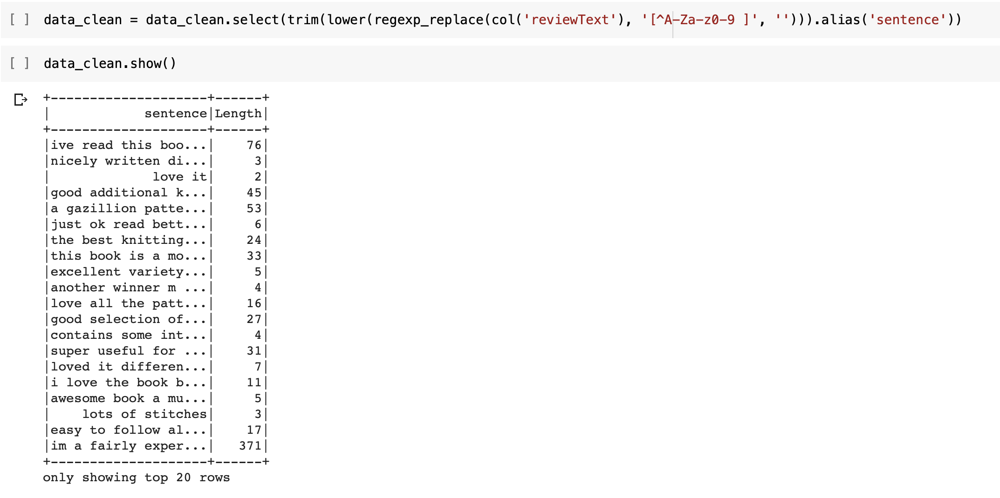 [ ] data_clean = data_clean.select(trim(lower(regexp_replace(col('reviewText'), '[^A-Za-z0-9 ]', ''))).alias('sentence'))
[ ] data_clean.show()
+--------------------+------+
|            sentence|Length|
+--------------------+------+
|ive read this boo...|    76|
|nicely written di...|     3|
|             love it|     2|
|good additional k...|    45|
|a gazillion patte...|    53|
|just ok read bett...|     6|
|the best knitting...|    24|
|this book is a mo...|    33|
|excellent variety...|     5|
|another winner m ...|     4|
|love all the patt...|    16|
|good selection of...|    27|
|contains some int...|     4|
|super useful for ...|    31|
|loved it differen...|     7|
|i love the book b...|    11|
|awesome book a mu...|     5|
|    lots of stitches|     3|
|easy to follow al...|    17|
|im a fairly exper...|   371|
+--------------------+------+
only showing top 20 rows